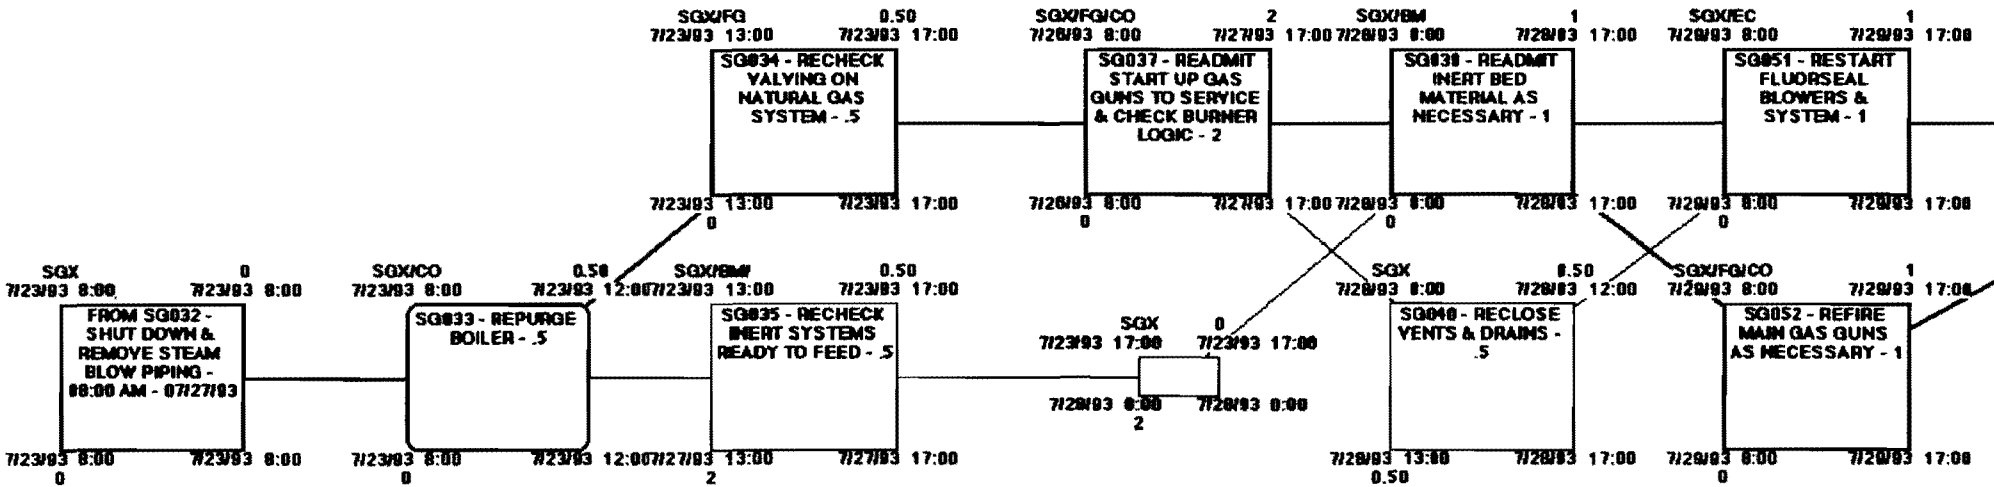 SGX/FG 0.50
7/23/93 13:00 7/23/93 17:00
SG034 - RECHECK
VALYING ON
NATURAL GAS
SYSTEM - .5
7/23/93 13:00 7/23/93 17:00
0
SGX/FG/CO 2
7/26/93 8:00 7/27/93 17:00
SG037 - READMIT
START UP GAS
GUNS TO SERVICE
& CHECK BURNER
LOGIC - 2
7/26/93 8:00 7/27/93 17:00
0
SGX/BM 1
7/28/93 8:00 7/28/93 17:00
READMIT
INERT BED
MATERIAL AS
NECESSARY - 1
7/28/93 8:00 7/28/93 17:00
0
SGX/EC 1
7/29/93 8:00 7/29/93 17:00
SG051 - RESTART
FLUORSEAL
BLOWERS &
SYSTEM - 1
7/29/93 8:00 7/29/93 17:00
0
SGX 0
7/23/93 8:00 7/23/93 8:00
FROM SG032 -
SHUT DOWN &
REMOVE STEAM
BLOW PIPING -
08:00 AM - 07/27/93
7/23/93 8:00 7/23/93 8:00
0
SGX/CO 0.50
7/23/93 8:00 7/23/93 12:00
SG033 - REPURGE
BOILER - .5
7/23/93 8:00 7/23/93 12:00
0
SGX/BM/ 0.50
7/23/93 13:00 7/23/93 17:00
SG035 - RECHECK
INERT SYSTEMS
READY TO FEED - .5
7/27/93 13:00 7/27/93 17:00
2
SGX 0
7/23/93 17:00 7/23/93 17:00
7/28/93 8:00 7/28/93 8:00
2
SGX 0.50
7/28/93 8:00 7/28/93 12:00
SG040 - RECLOSE
VENTS & DRAINS -
.5
7/28/93 13:00 7/28/93 17:00
0.50
SGX/FG/CO 1
7/29/93 8:00 7/29/93 17:00
SG052 - REFIRE
MAIN GAS GUNS
AS NECESSARY - 1
7/29/93 8:00 7/29/93 17:00
0